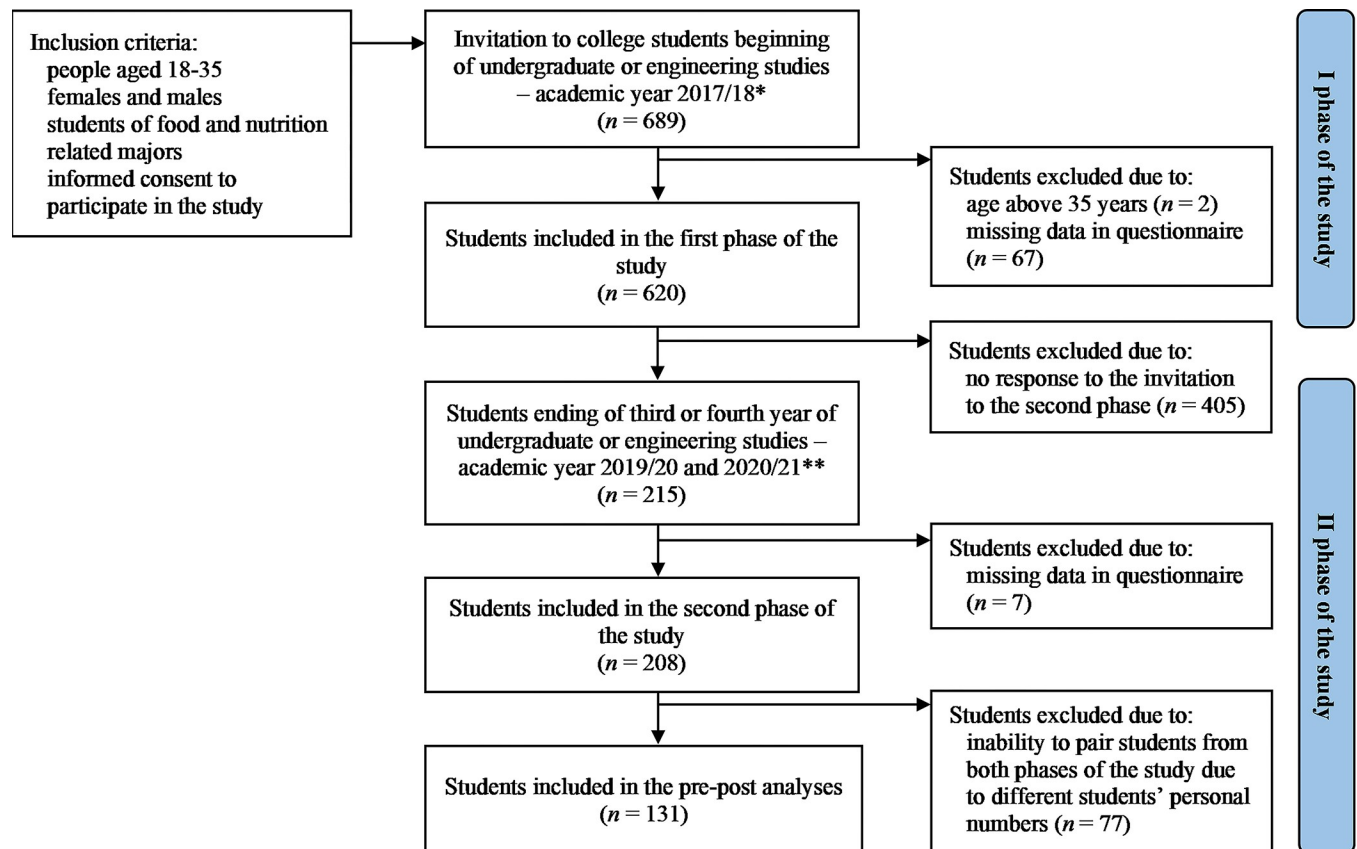 Inclusion criteria:
people aged 18-35
females and males
students of food and nutrition
related majors
informed consent to
participate in the study
Invitation to college students beginning
of undergraduate or engineering studies
– academic year 2017/18*
(n = 689)
I phase of the study
Students excluded due to:
age above 35 years (n = 2)
missing data in questionnaire
(n = 67)
Students included in the first phase of the
study
(n = 620)
Students excluded due to:
no response to the invitation
to the second phase (n = 405)
Students ending of third or fourth year of
undergraduate or engineering studies –
academic year 2019/20 and 2020/21**
(n = 215)
II phase of the study
Students excluded due to:
missing data in questionnaire
(n = 7)
Students included in the second phase of
the study
(n = 208)
Students excluded due to:
inability to pair students from
both phases of the study due
to different students’ personal
numbers (n = 77)
Students included in the pre-post analyses
(n = 131)